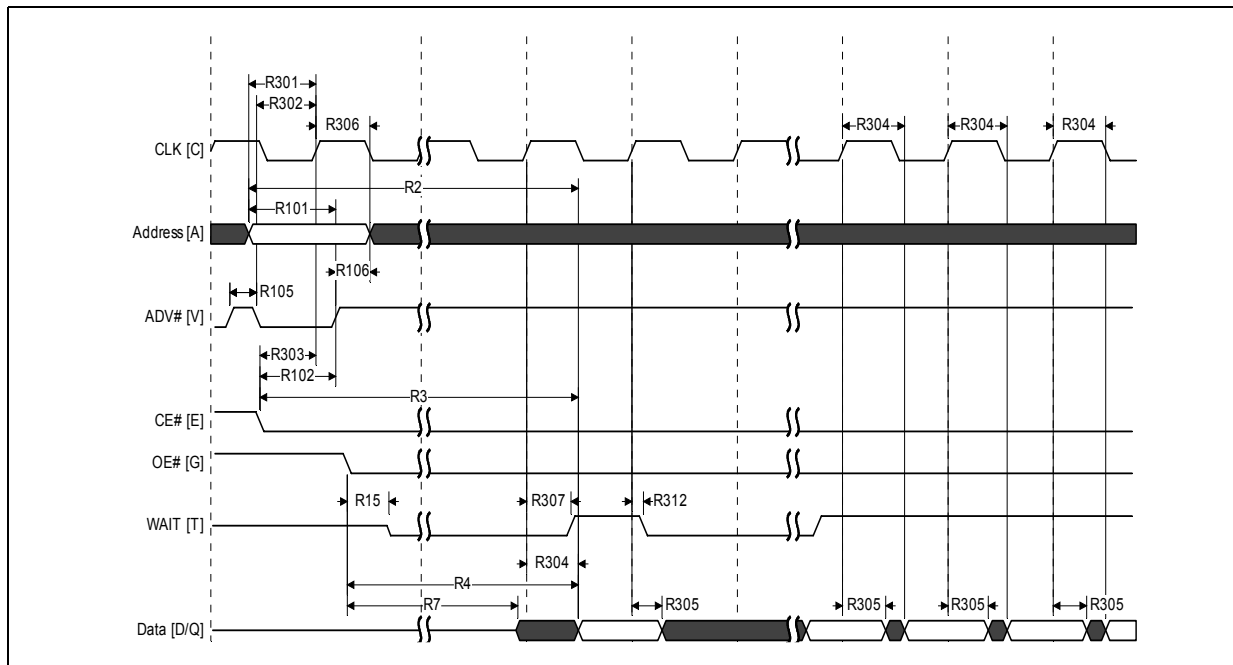 R301
R302
R306
R304 R304 R304
CLK [C]
R2
R101
Address [A]
R106
R105
ADV# [V]
R303
R102
R3
CE# [E]
OE# [G]
R15 R307 R312
WAIT [T]
R304
R4
R7 R305 R305 R305 R305
Data [D/Q]